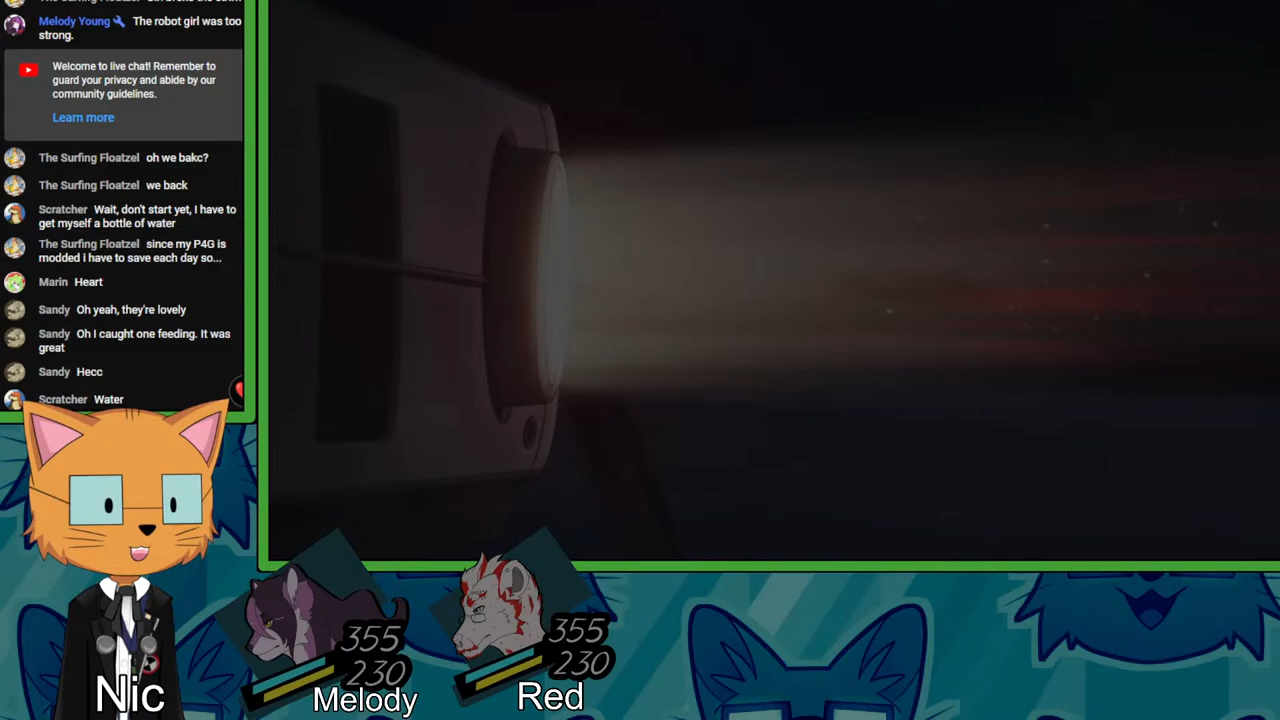 Melody Young The robot girl was too
strong.
Welcome to live chat! Remember to
guard your privacy and abide by our
community guidelines.
Learn more
The Surfing Floatzel oh we bakc?
The Surfing Floatzel we back
Scratcher Wait, don't start yet, I have to
get myself a bottle of water
The Surfing Floatzel since my P4G is
modded i have to save each day so...
Marin Heart
Sandy Oh yeah, they're lovely
Sandy Oh I caught one feeding. It was
great
Sandy Hecc
Scratcher Water
355
230
355
230
Nic
Melody
Red